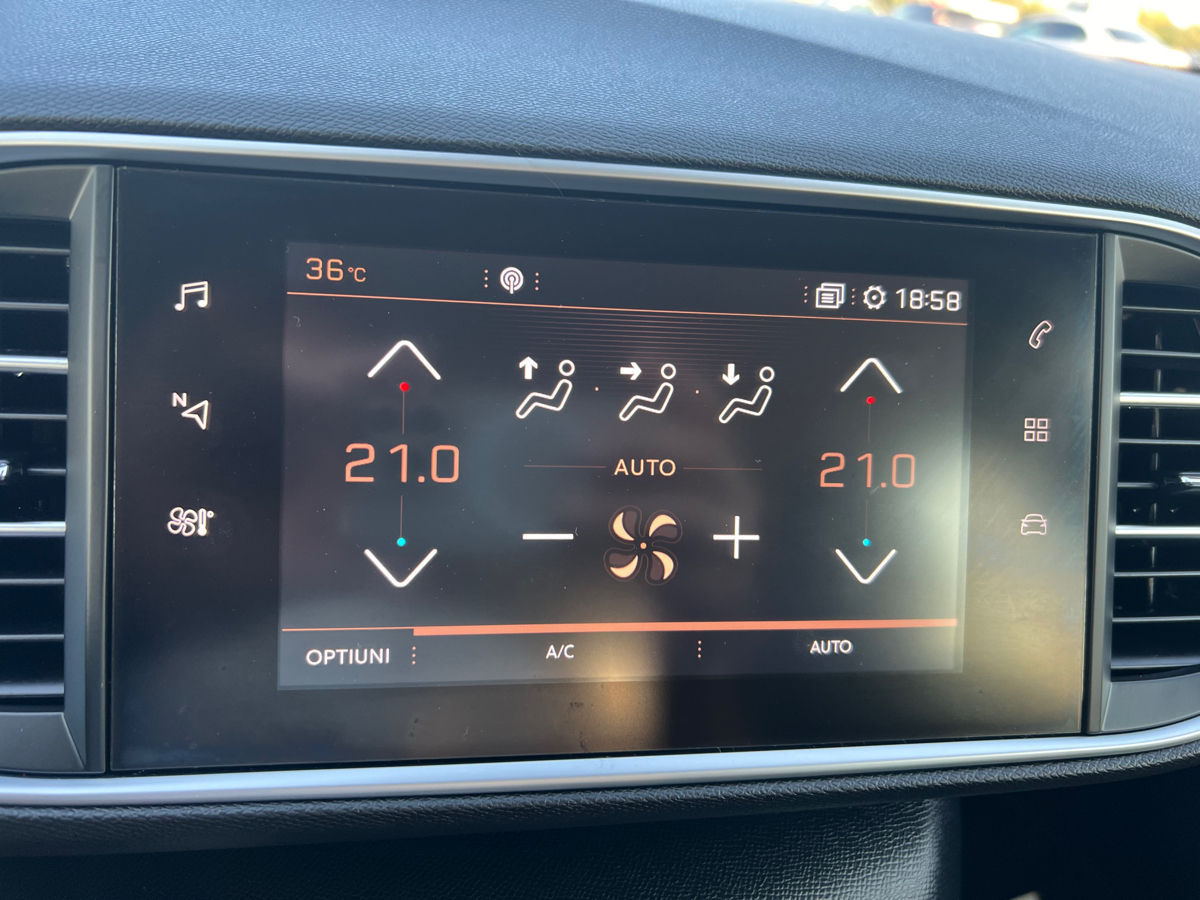 36°C 18:58
N
21.0 AUTO 21.0
OPTIUNI A/C AUTO